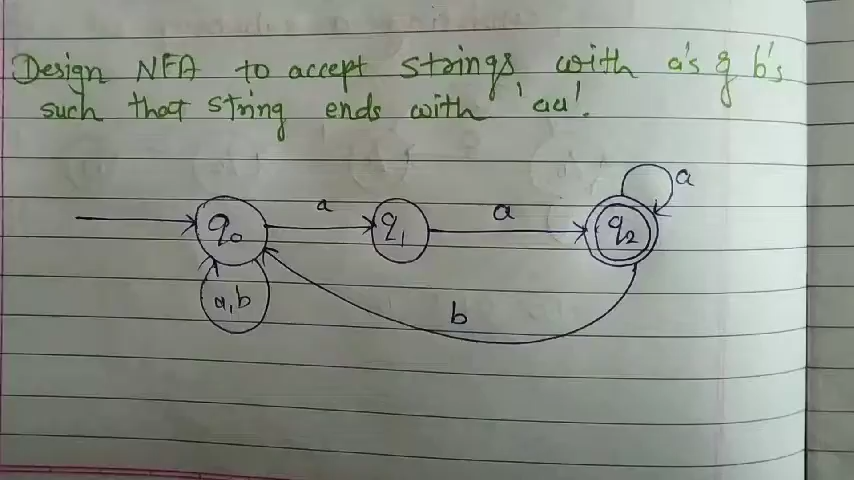 Design NFA to accept strings with a's & b's
such that string ends with 'aa'.
a
a a
q0 q1 q2
a,b
b